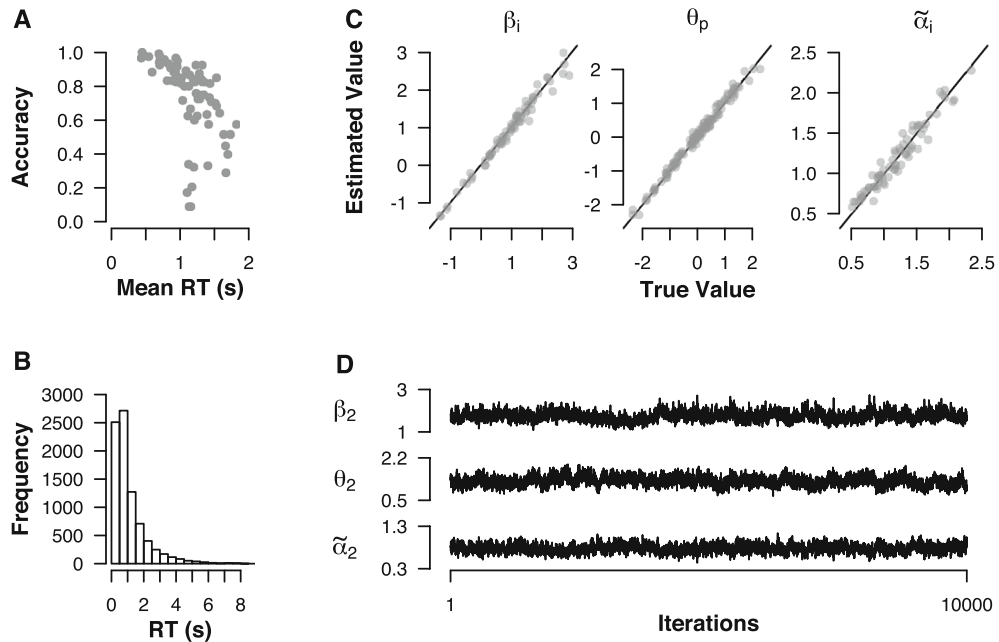 A
Accuracy
1.0
0.8
0.6
0.4
0.2
0.0
0 1 2
Mean RT (s)
C
βi θp α̃i
Estimated Value
3
2
1
0
-1
-1 1 3
2
1
0
-1
-2
-2 0 1 2
2.5
2.0
1.5
1.0
0.5
0.5 1.5 2.5
True Value
B
Frequency
3000
2500
2000
1500
1000
500
0
0 2 4 6 8
RT (s)
D
β2
3
1
θ2
2.2
0.5
α̃2
1.3
0.3
1 10000
Iterations